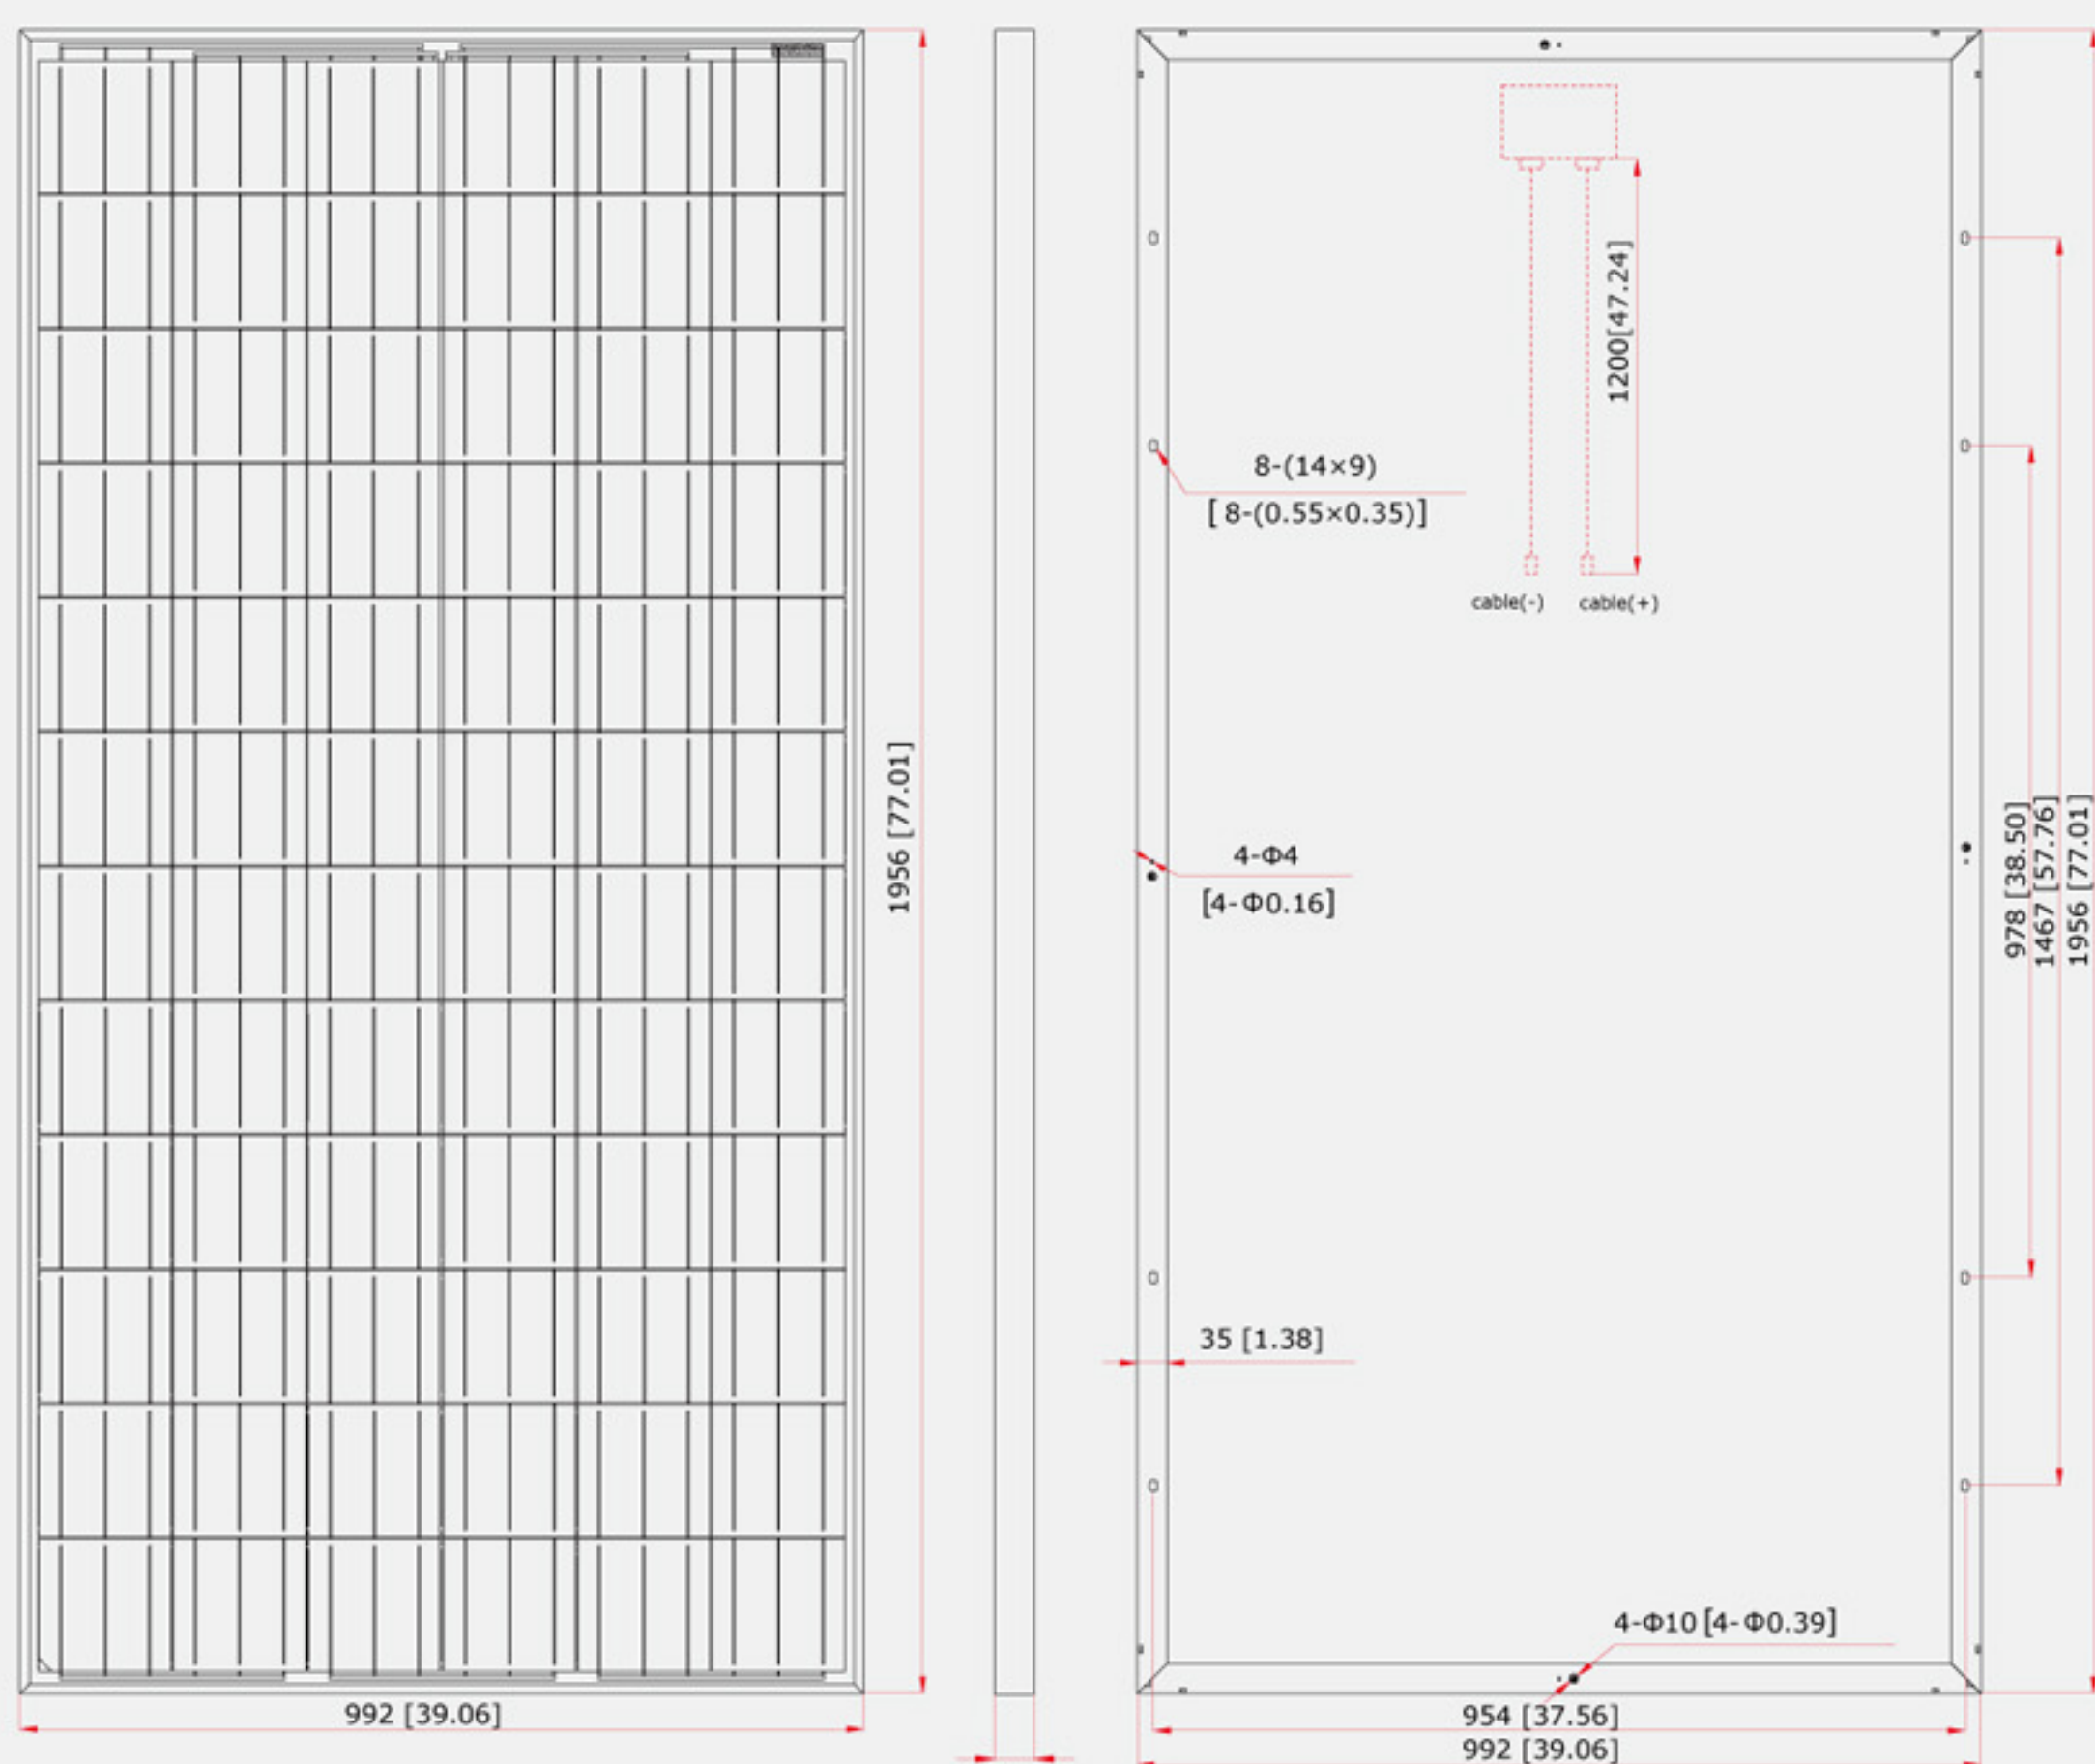 1956 [77.01]
992 [39.06]
1200[47.24]
cable(-)
cable(+)
8-(14×9)
[ 8-(0.55×0.35)]
4-Φ4
[4-Φ0.16]
978 [38.50]
1467 [57.76]
1956 [77.01]
35 [1.38]
4-Φ10 [4-Φ0.39]
954 [37.56]
992 [39.06]